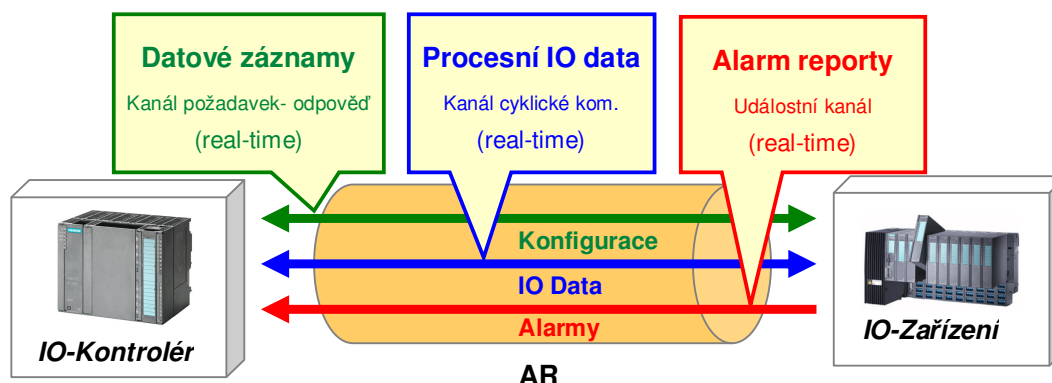 Datové záznamy
Kanál požadavek- odpověď
(real-time)
Procesní IO data
Kanál cyklické kom.
(real-time)
Alarm reporty
Událostní kanál
(real-time)
SIEMENS
Konfigurace
IO Data
Alarmy
IO-Kontrolér
IO-Zařízení
AR